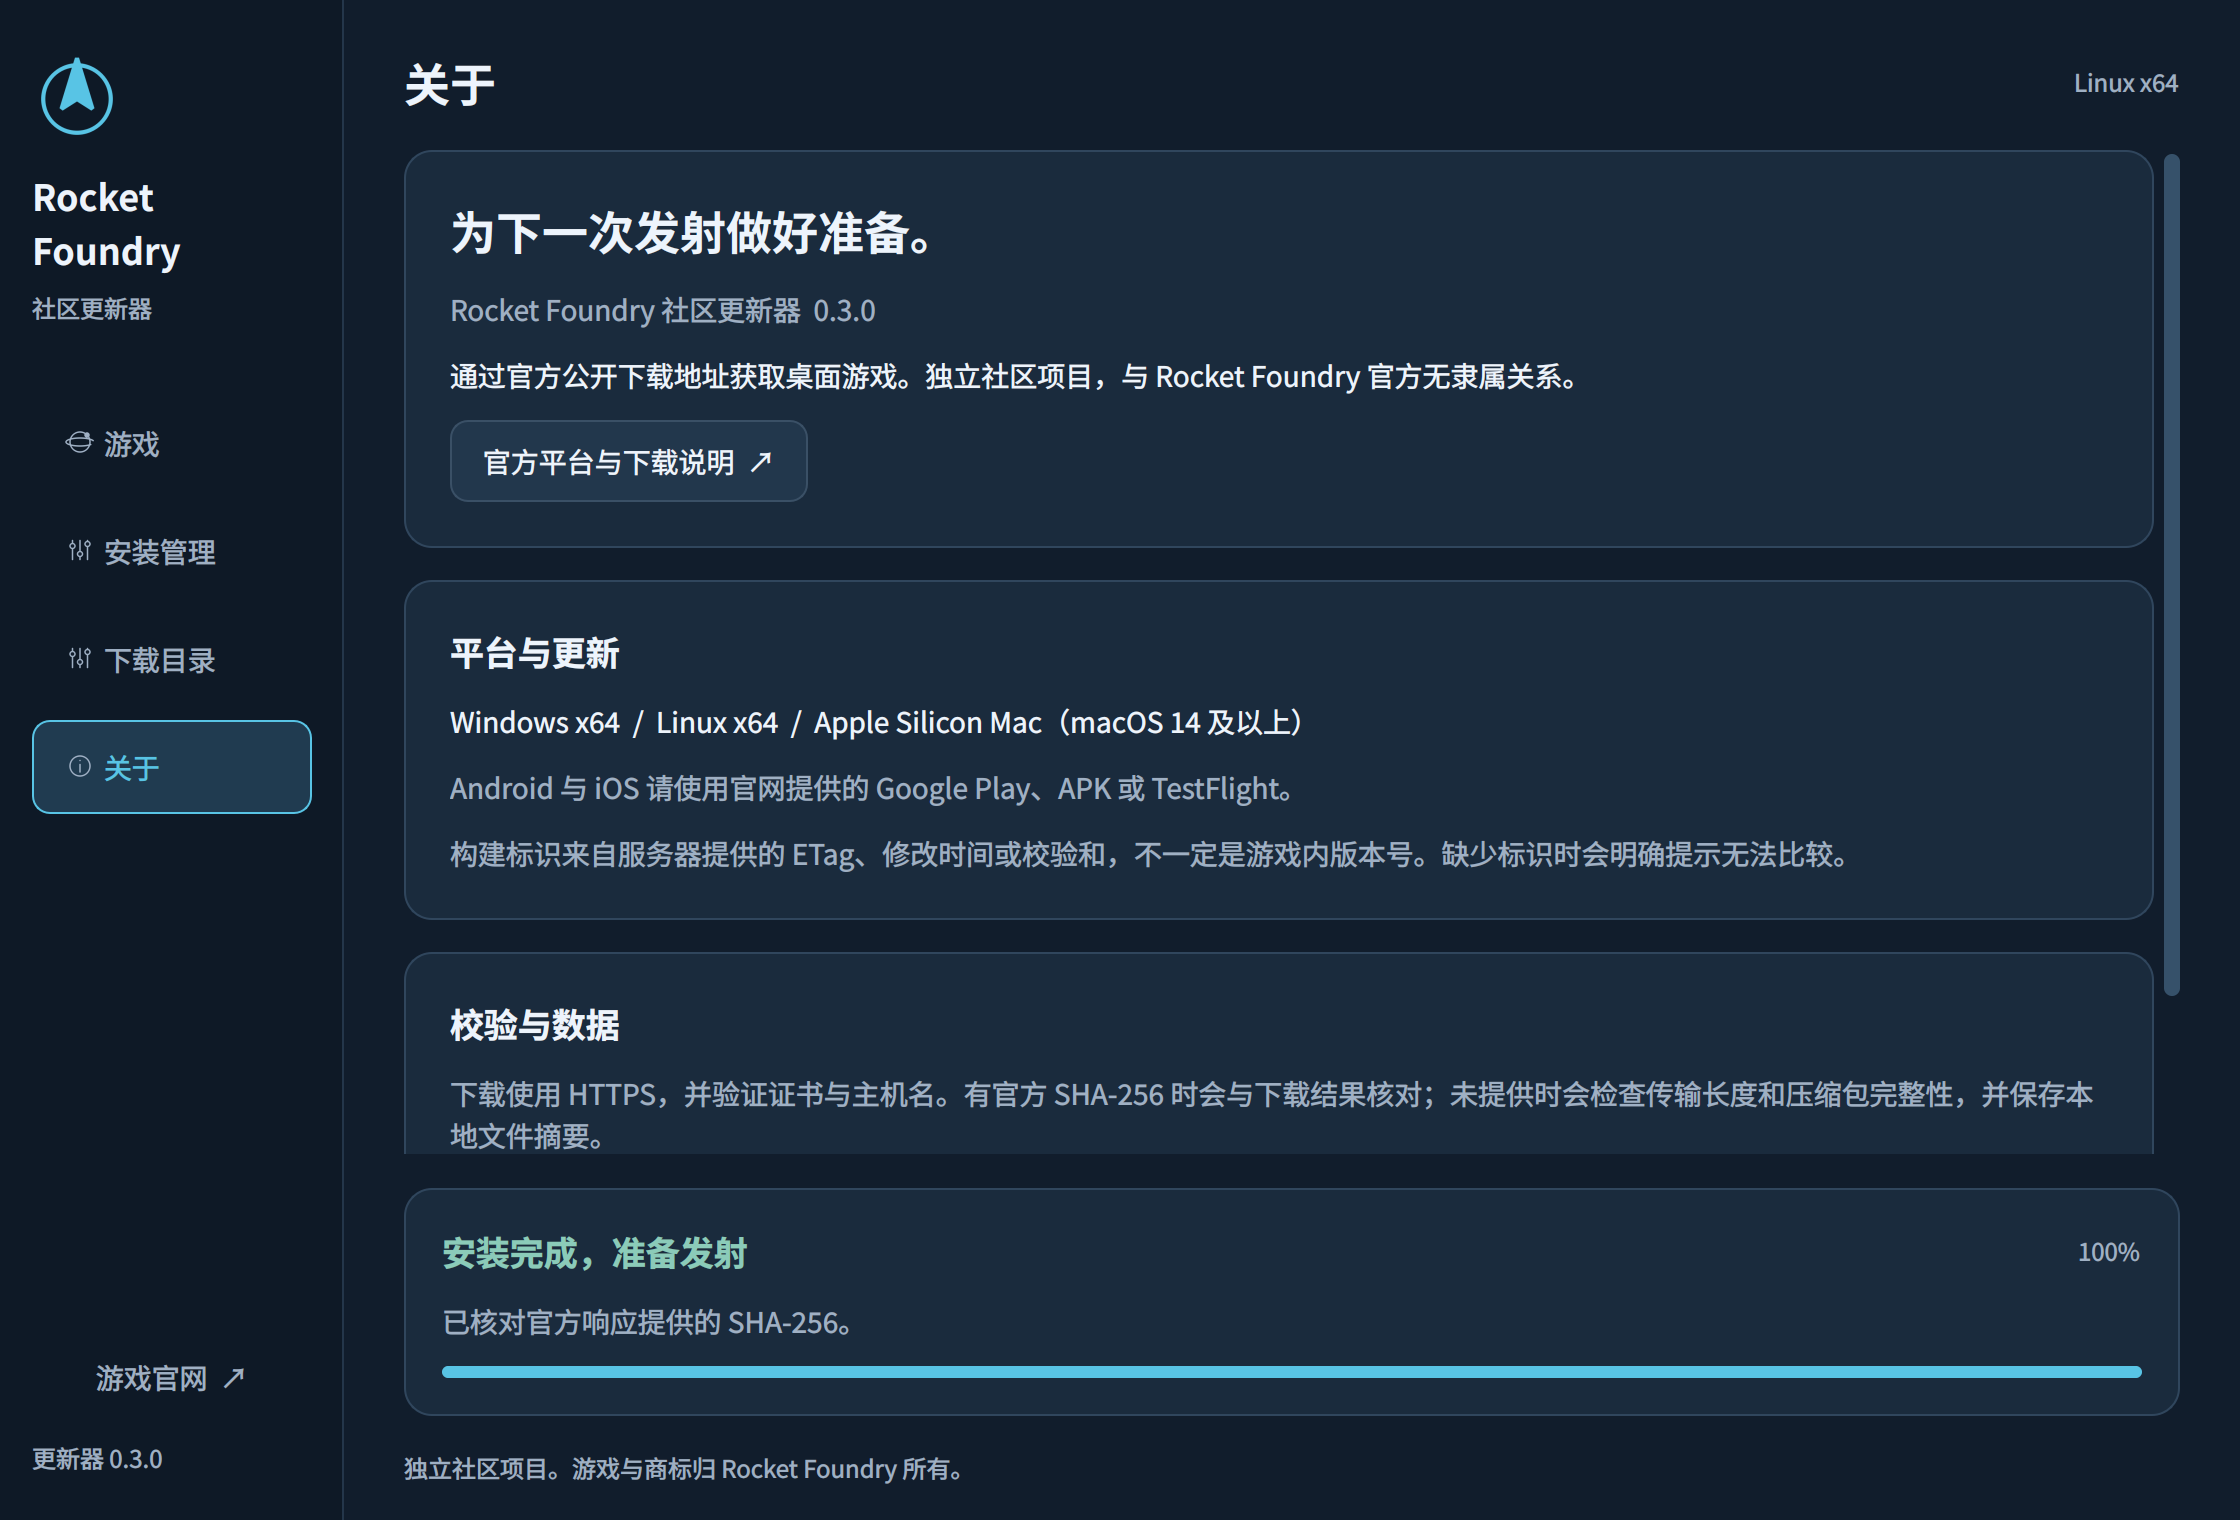 Rocket
Foundry
社区更新器
游戏
安装管理
下载目录
关于
游戏官网 ↗
更新器 0.3.0
关于
Linux x64
为下一次发射做好准备。
Rocket Foundry 社区更新器 0.3.0
通过官方公开下载地址获取桌面游戏。独立社区项目，与 Rocket Foundry 官方无隶属关系。
官方平台与下载说明 ↗
平台与更新
Windows x64 / Linux x64 / Apple Silicon Mac（macOS 14 及以上）
Android 与 iOS 请使用官网提供的 Google Play、APK 或 TestFlight。
构建标识来自服务器提供的 ETag、修改时间或校验和，不一定是游戏内版本号。缺少标识时会明确提示无法比较。
校验与数据
下载使用 HTTPS，并验证证书与主机名。有官方 SHA-256 时会与下载结果核对；未提供时会检查传输长度和压缩包完整性，并保存本
地文件摘要。
安装完成，准备发射
100%
已核对官方响应提供的 SHA-256。
独立社区项目。游戏与商标归 Rocket Foundry 所有。